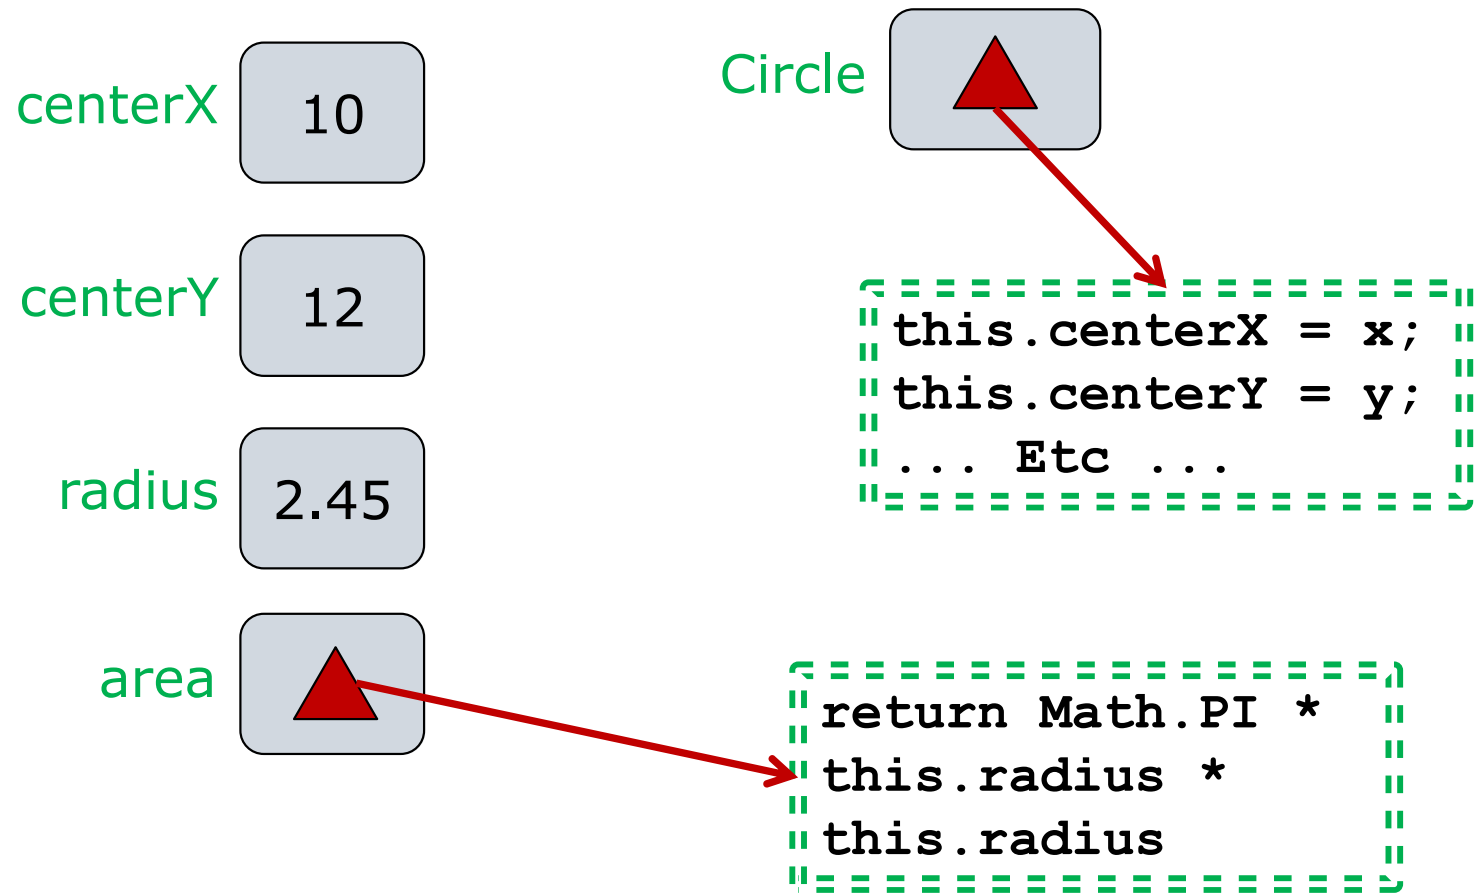 centerX
10
centerY
12
radius
2.45
area
Circle
this.centerX = x;
this.centerY = y;
... Etc ...
return Math.PI *
this.radius *
this.radius